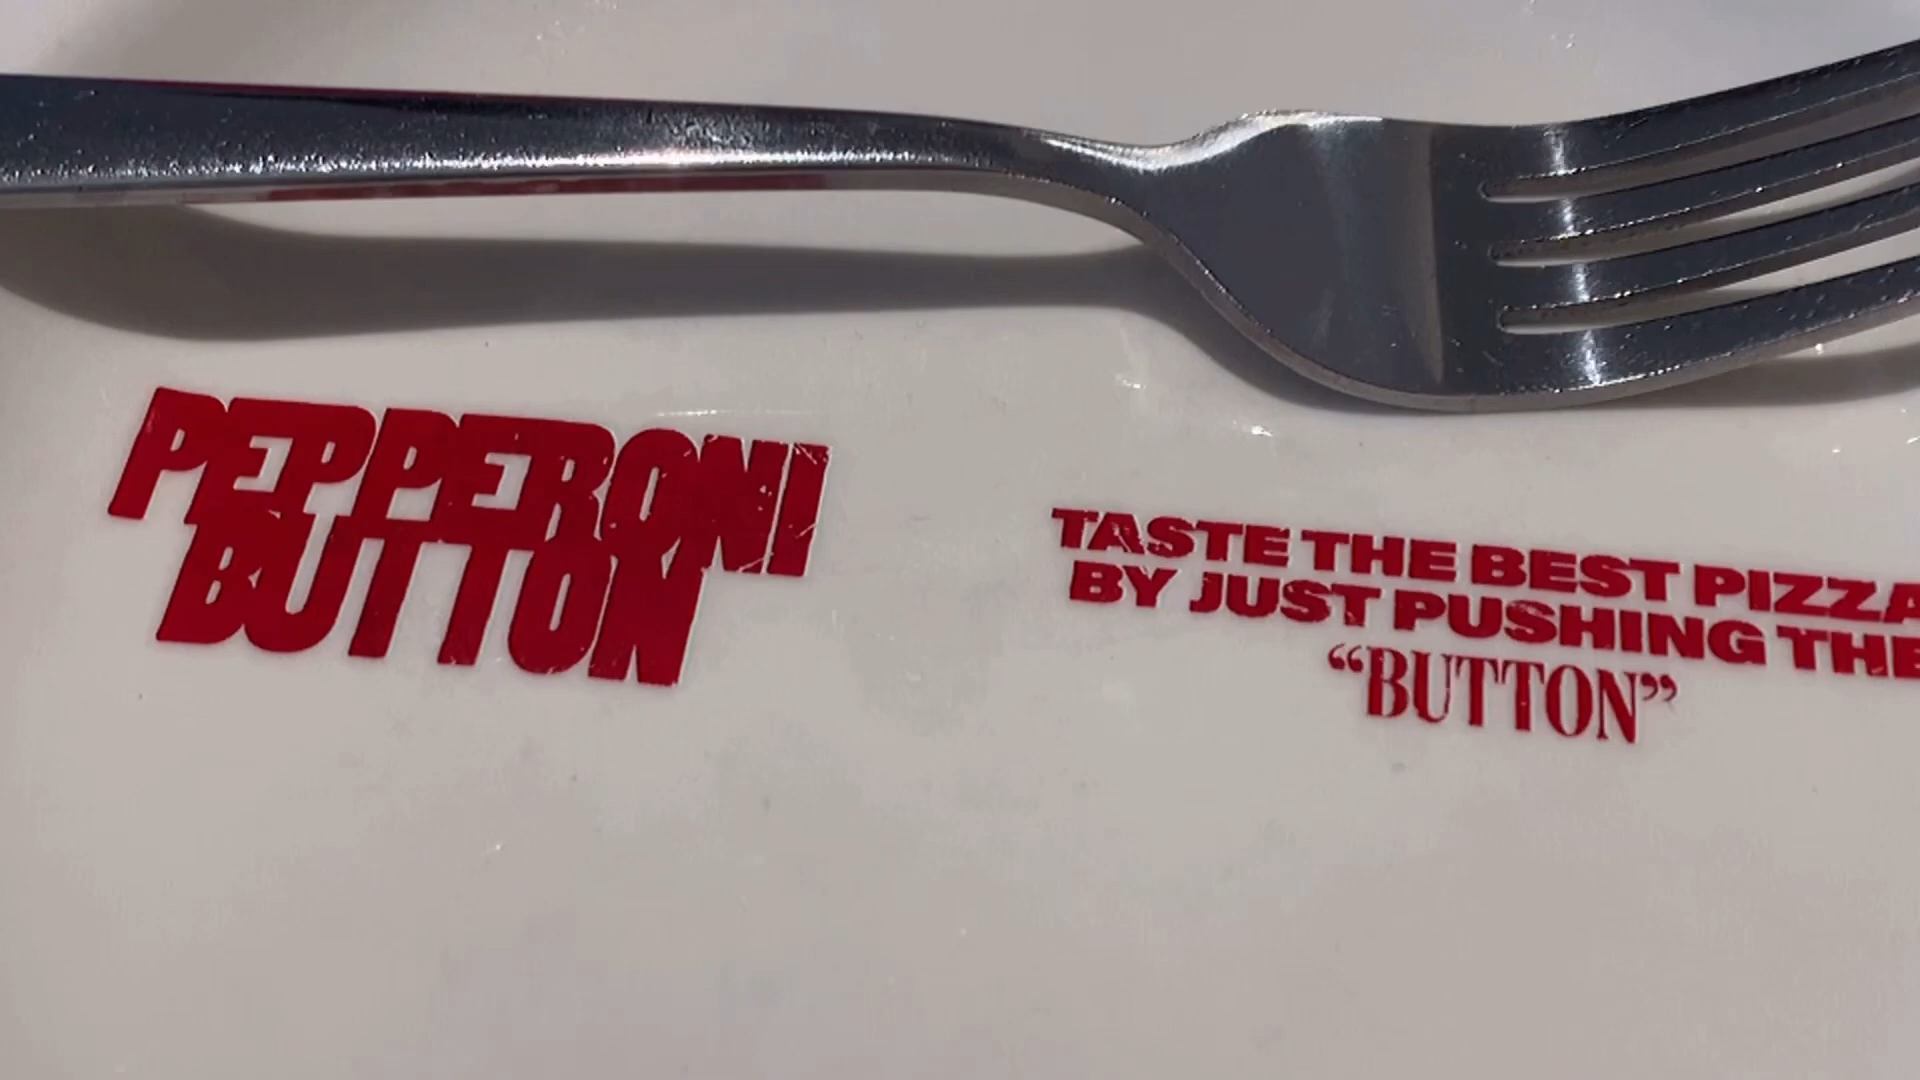 PEPPERONI
BUTTON
TASTE THE BEST PIZZA
BY JUST PUSHING THE
“BUTTON”